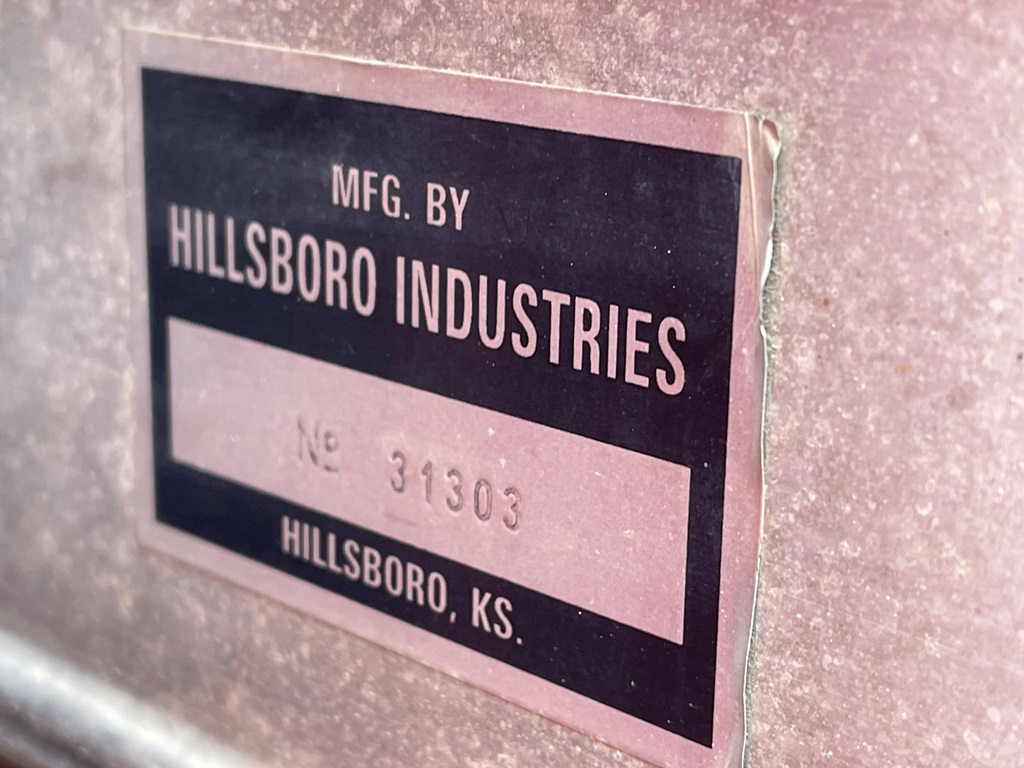 MFG. BY
HILLSBORO INDUSTRIES
№ 31303
HILLSBORO, KS.